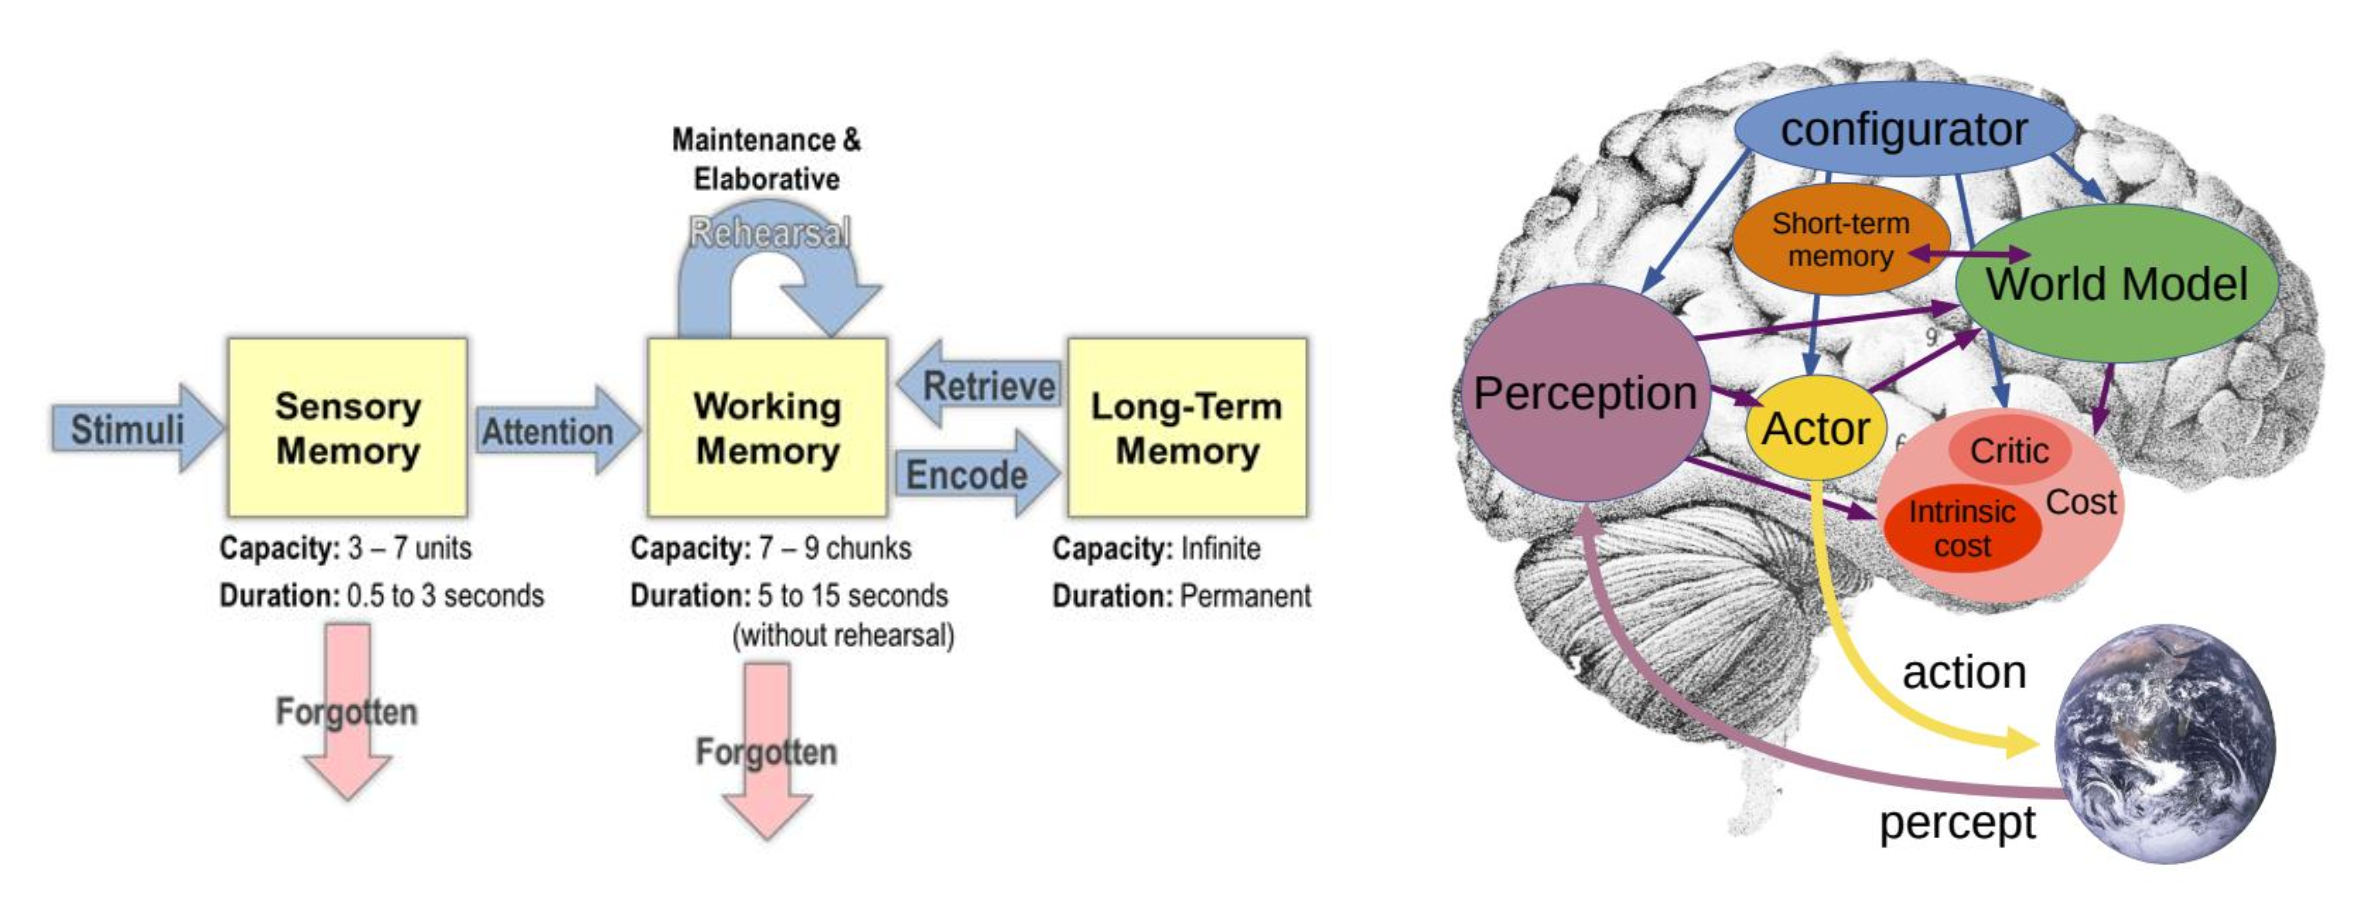 Maintenance &
Elaborative
Rehearsal
Stimuli
Sensory
Memory
Attention
Working
Memory
Retrieve
Encode
Long-Term
Memory
Capacity: 3 – 7 units
Duration: 0.5 to 3 seconds
Forgotten
Capacity: 7 – 9 chunks
Duration: 5 to 15 seconds
(without rehearsal)
Forgotten
Capacity: Infinite
Duration: Permanent
configurator
Short-term
memory
World Model
9
Perception
Actor
6
Critic
Cost
Intrinsic
cost
action
percept